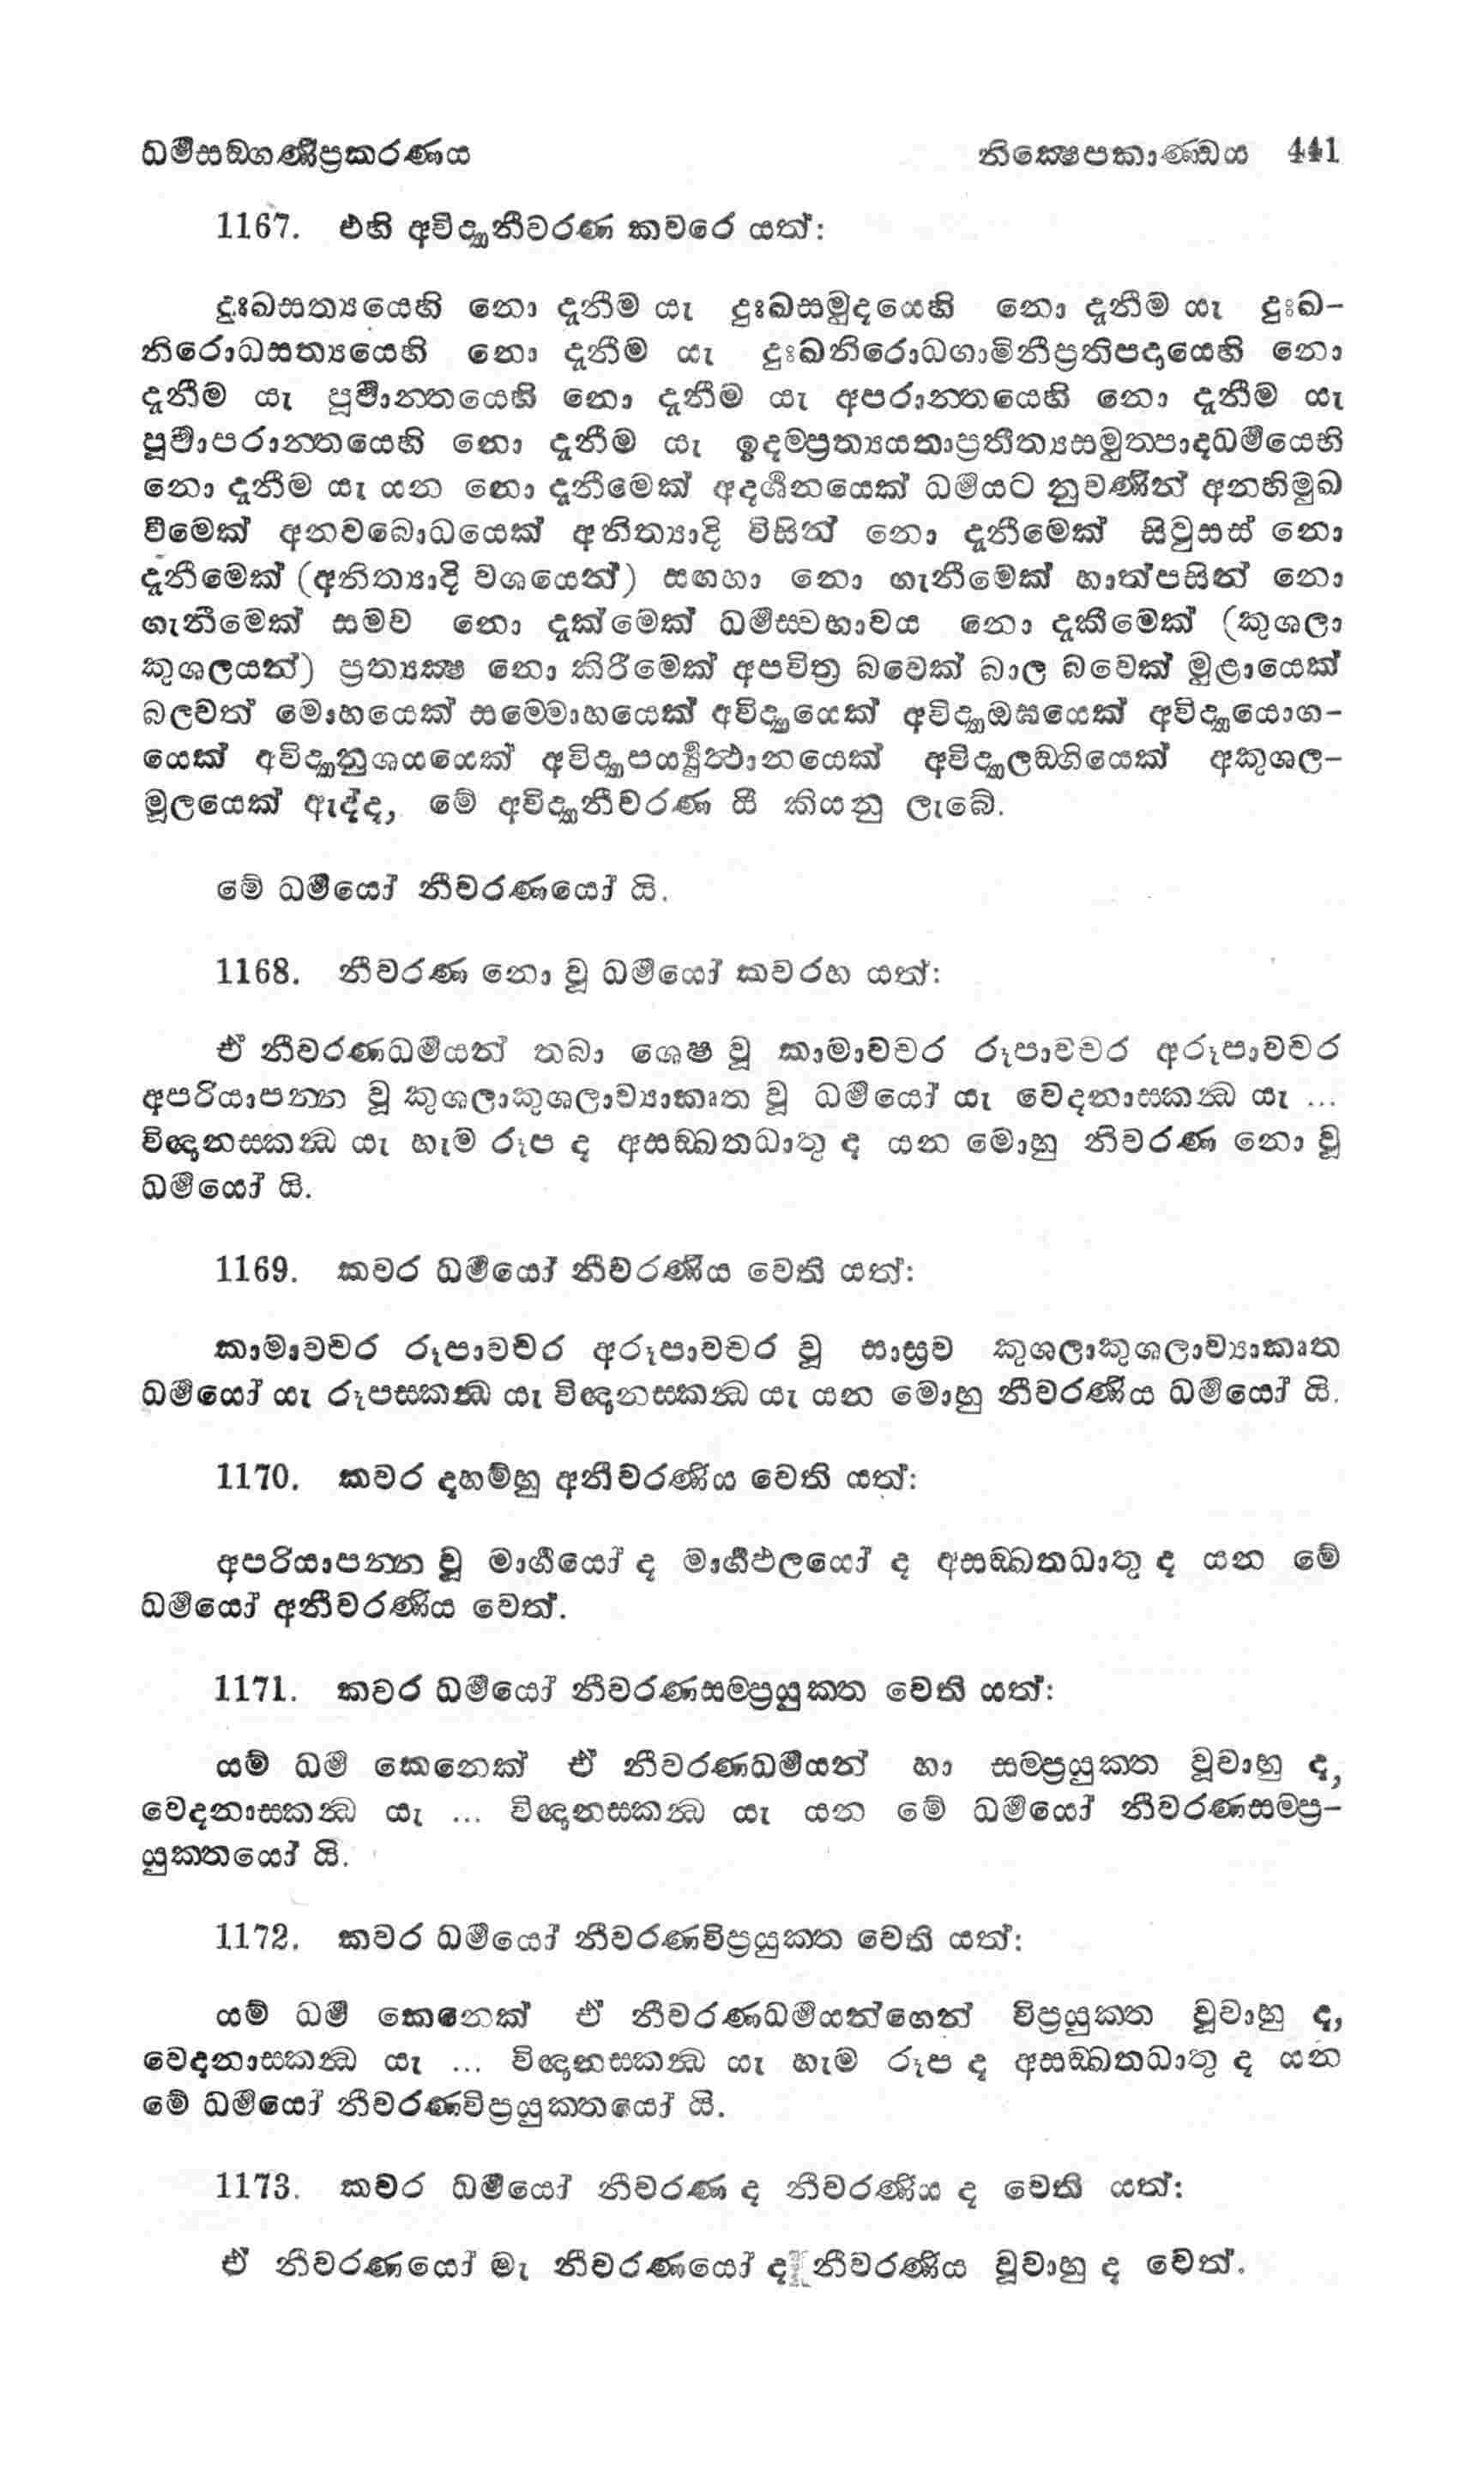 ධර්‍මසඞ්ගණීප්‍රකරණය නික්‍ෂෙපකාණ්ඩය 441
1167. එහි අවිද්‍යානීවරණ කවරේ යත්:
දුඃඛසත්‍යයෙහි නො දැනීම යැ දුඃඛසමුදයෙහි නො දැනීම යැ දුඃඛ-
නිරොධසත්‍යයෙහි නො දැනීම යැ දුඃඛනිරොධගාමිනීප්‍රතිපදායෙහි නො
දැනීම යැ පූර්‍වාන්තයෙහි නො දැනීම යැ අපරාන්තයෙහි නො දැනීම යැ
පූර්‍වාපරාන්තයෙහි නො දැනීම යැ ඉදම්ප්‍රත්‍යයතාප්‍රතීත්‍යසමුත්පාදධර්‍මයෙහි
නො දැනීම යැ යන නො දැනීමෙක් අදර්‍ශනයෙක් ධර්‍මයට නුවණින් අනභිමුඛ
වීමෙක් අනවබොධයෙක් අනිත්‍යාදි විසින් නො දැනීමෙක් සිවුසස් නො
දැනීමෙක් (අනිත්‍යාදි වශයෙන්) සඟහා නො ගැනීමෙක් හාත්පසින් නො
ගැනීමෙක් සමව නො දැක්මෙක් ධර්‍මස්වභාවය නො දැකීමෙක් (කුශලා
කුශලයන්) ප්‍රත්‍යක්‍ෂ නො කිරීමෙක් අපවිත්‍ර බවෙක් බාල බවෙක් මුළායෙක්
බලවත් මොහයෙක් සම්මොහයෙක් අවිද්‍යායෙක් අවිද්‍යාඔඝයෙක් අවිද්‍යායොග-
යෙක් අවිද්‍යානුශයයෙක් අවිද්‍යාපර්‍ය්‍යුත්ථානයෙක් අවිද්‍යාලඞ්ගියෙක් අකුශල-
මූලයෙක් ඇද්ද, මේ අවිද්‍යානීවරණ යී කියනු ලැබේ.
මේ ධර්‍මයෝ නීවරණයෝ යි.
1168. නීවරණ නො වූ ධර්‍මයෝ කවරහ යත්:
ඒ නීවරණධර්‍මයන් තබා ශෙෂ වූ කාමාවචර රූපාවචර අරූපාවචර
අපරියාපන්න වූ කුශලාකුශලාව්‍යාකෘත වූ ධර්‍මයෝ යැ වෙදනාස්කන්ධ යැ ...
විඥානස්කන්ධ යැ හැම රූප ද අසඞ්ඛතධාතු ද යන මොහු නිවරණ නො වූ
ධර්‍මයෝ යි.
1169. කවර ධර්‍මයෝ නීවරණිය වෙති යත්:
කාමාවචර රූපාවචර අරූපාවචර වූ සාස්‍රව කුශලාකුශලාව්‍යාකෘත
ධර්‍මයෝ යැ රූපස්කන්ධ යැ විඥානස්කන්ධ යැ යන මොහු නීවරණිය ධර්‍මයෝ යි.
1170. කවර දහම්හු අනීවරණිය වෙති යත්:
අපරියාපන්න වූ මාර්‍ගයෝ ද මාර්‍ගඵලයෝ ද අසඞ්ඛතධාතු ද යන මේ
ධර්‍මයෝ අනීවරණිය වෙත්.
1171. කවර ධර්‍මයෝ නීවරණසම්ප්‍රයුක්ත වෙති යත්:
යම් ධර්‍ම කෙනෙක් ඒ නීවරණධර්‍මයන් හා සම්ප්‍රයුක්ත වූවාහු ද,
වෙදනාස්කන්ධ යැ ... විඥානස්කන්ධ යැ යන මේ ධර්‍මයෝ නීවරණසම්ප්‍ර-
යුක්තයෝ යි.
1172. කවර ධර්‍මයෝ නීවරණවිප්‍රයුක්ත වෙති යත්:
යම් ධර්‍ම කෙනෙක් ඒ නීවරණධර්‍මයන්ගෙන් විප්‍රයුක්ත වූවාහු ද,
වෙදනාස්කන්ධ යැ ... විඥානස්කන්ධ යැ හැම රූප ද අසඞ්ඛතධාතු ද යන
මේ ධර්‍මයෝ නීවරණවිප්‍රයුක්තයෝ යි.
1173. කවර ධර්‍මයෝ නීවරණ ද නීවරණිය ද වෙති යත්:
ඒ නීවරණයෝ මැ නීවරණයෝ ද නීවරණිය වූවාහු ද වෙත්.